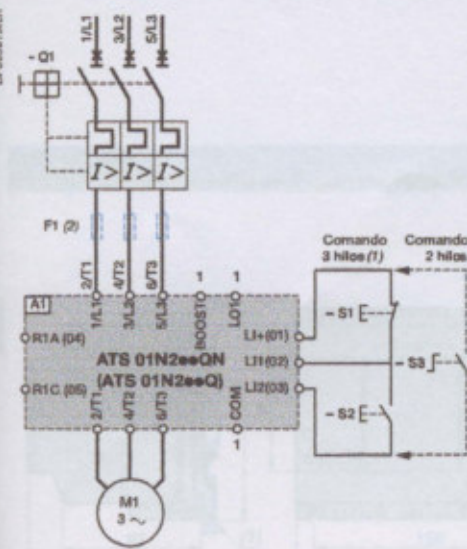 1/L1
3/L2
5/L3
- Q1
I>
I>
I>
F1 (2)
2/T1
4/T2
6/T3
Comando
3 hilos (1)
Comando
2 hilos
1
1
A1
1/L1
3/L2
5/L3
BOOST
LO1
R1A (04)
R1C (05)
ATS 01N2●●QN
(ATS 01N2●●Q)
LI+(01)
LI1(02)
LI2(03)
- S1
- S3
- S2
2/T1
4/T2
6/T3
COM
1
M1
3 ~